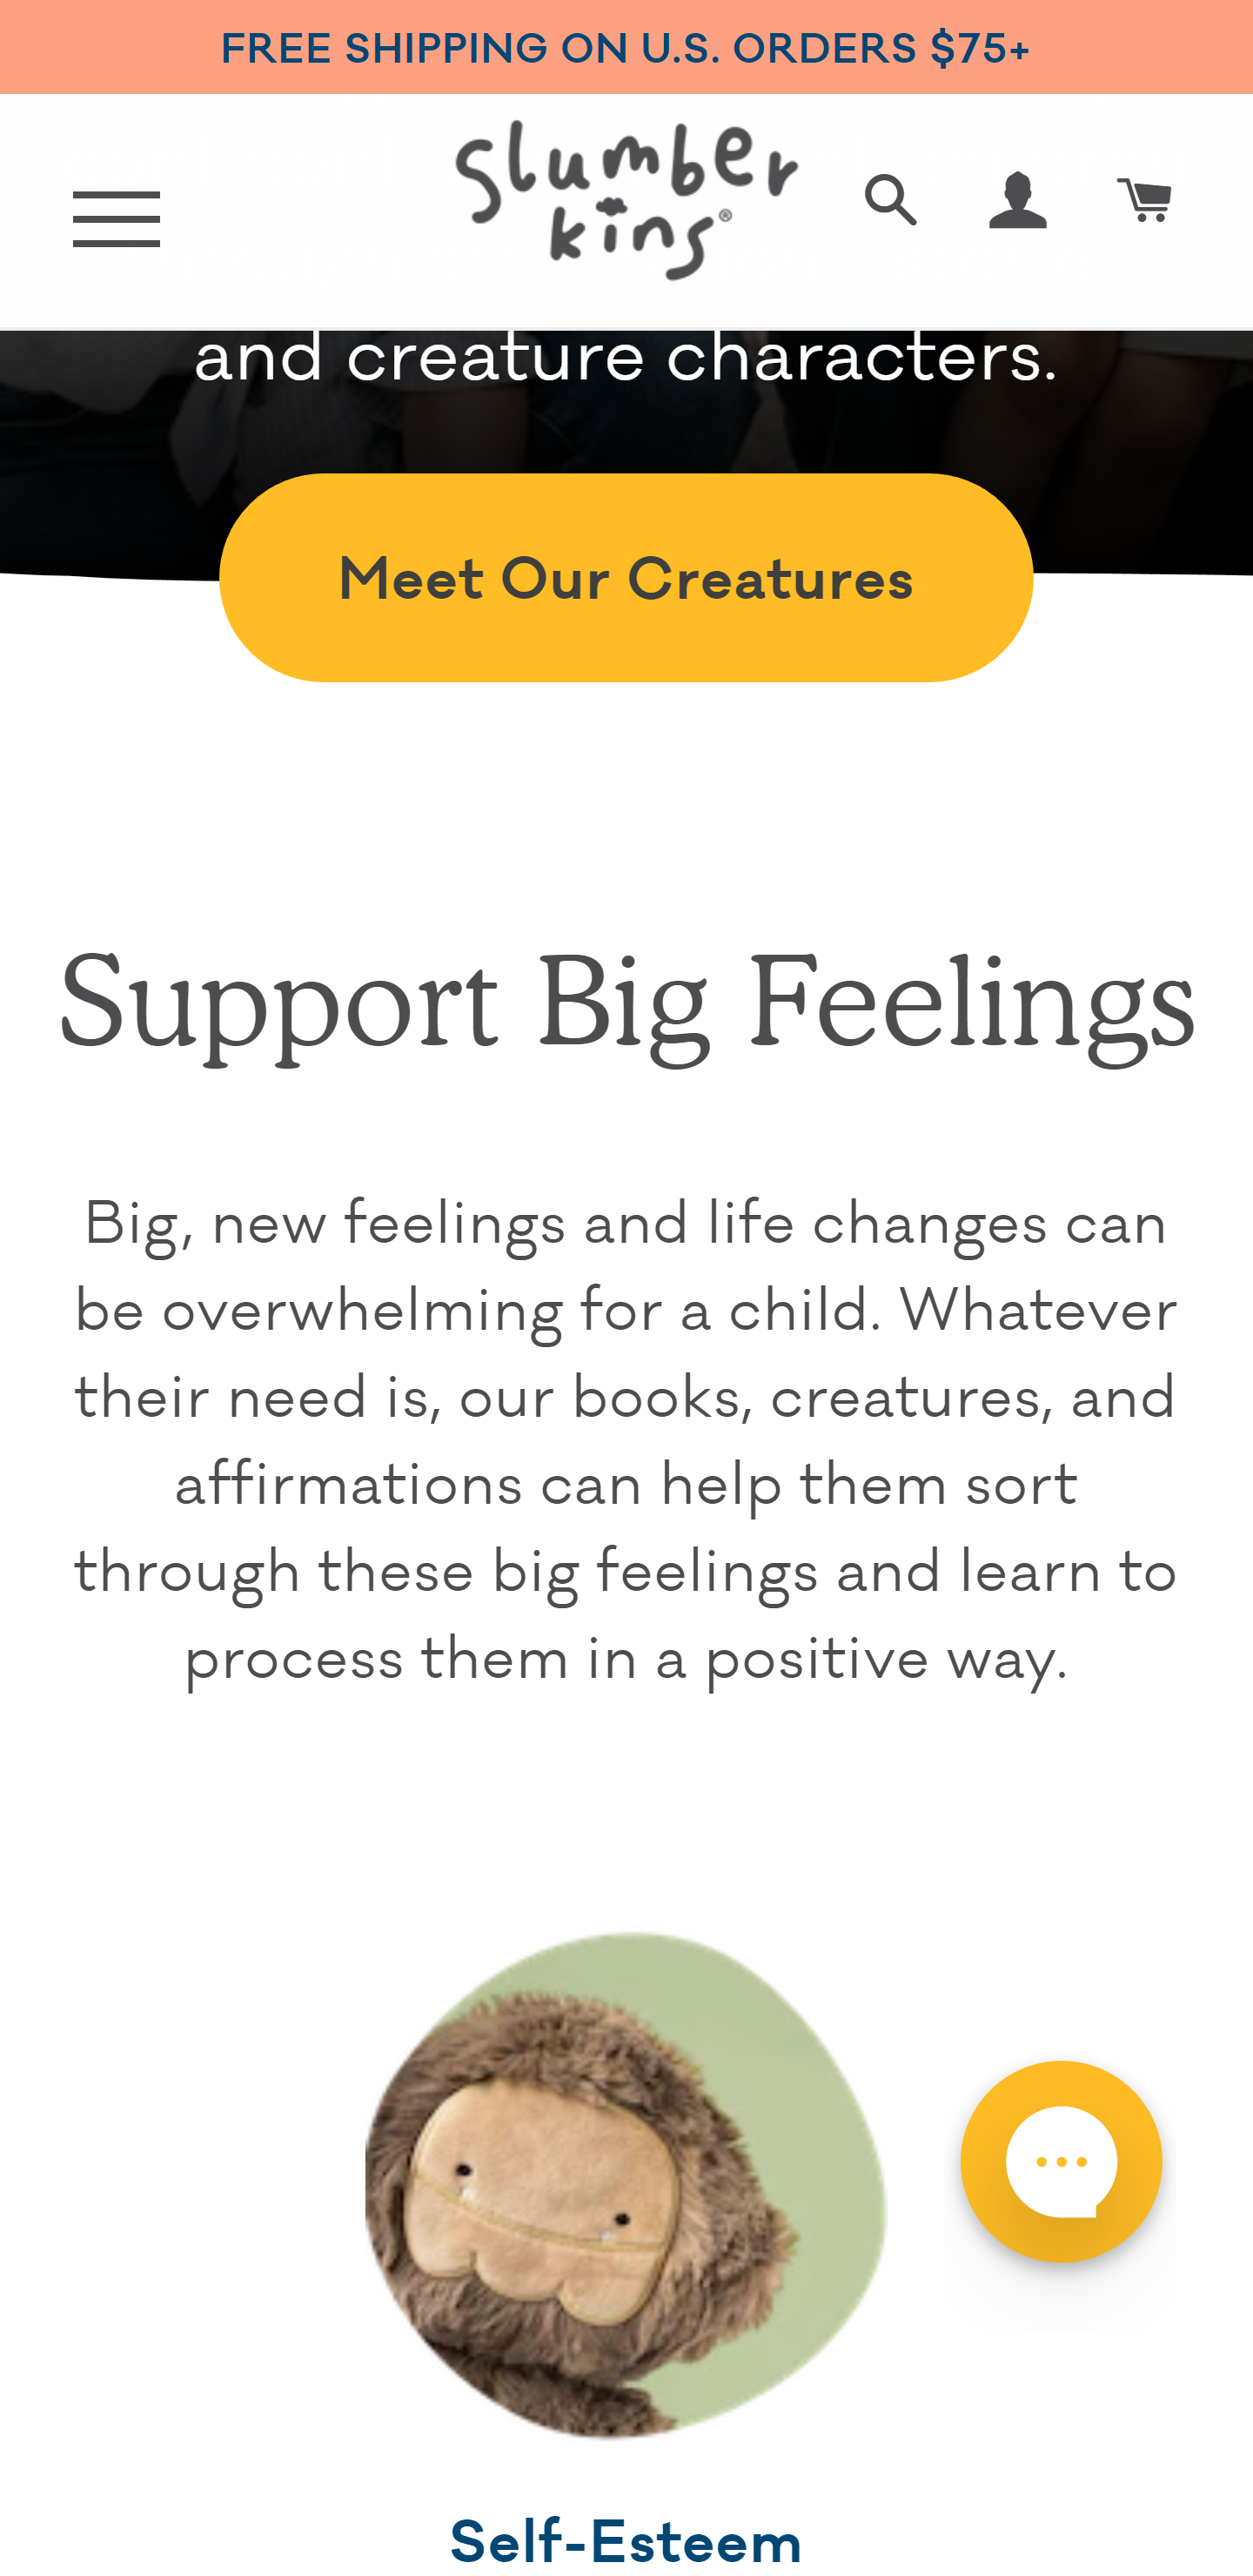 FREE SHIPPING ON U.S. ORDERS $75+
slumber
kins®
and creature characters.
Meet Our Creatures
Support Big Feelings
Big, new feelings and life changes can
be overwhelming for a child. Whatever
their need is, our books, creatures, and
affirmations can help them sort
through these big feelings and learn to
process them in a positive way.
Self-Esteem